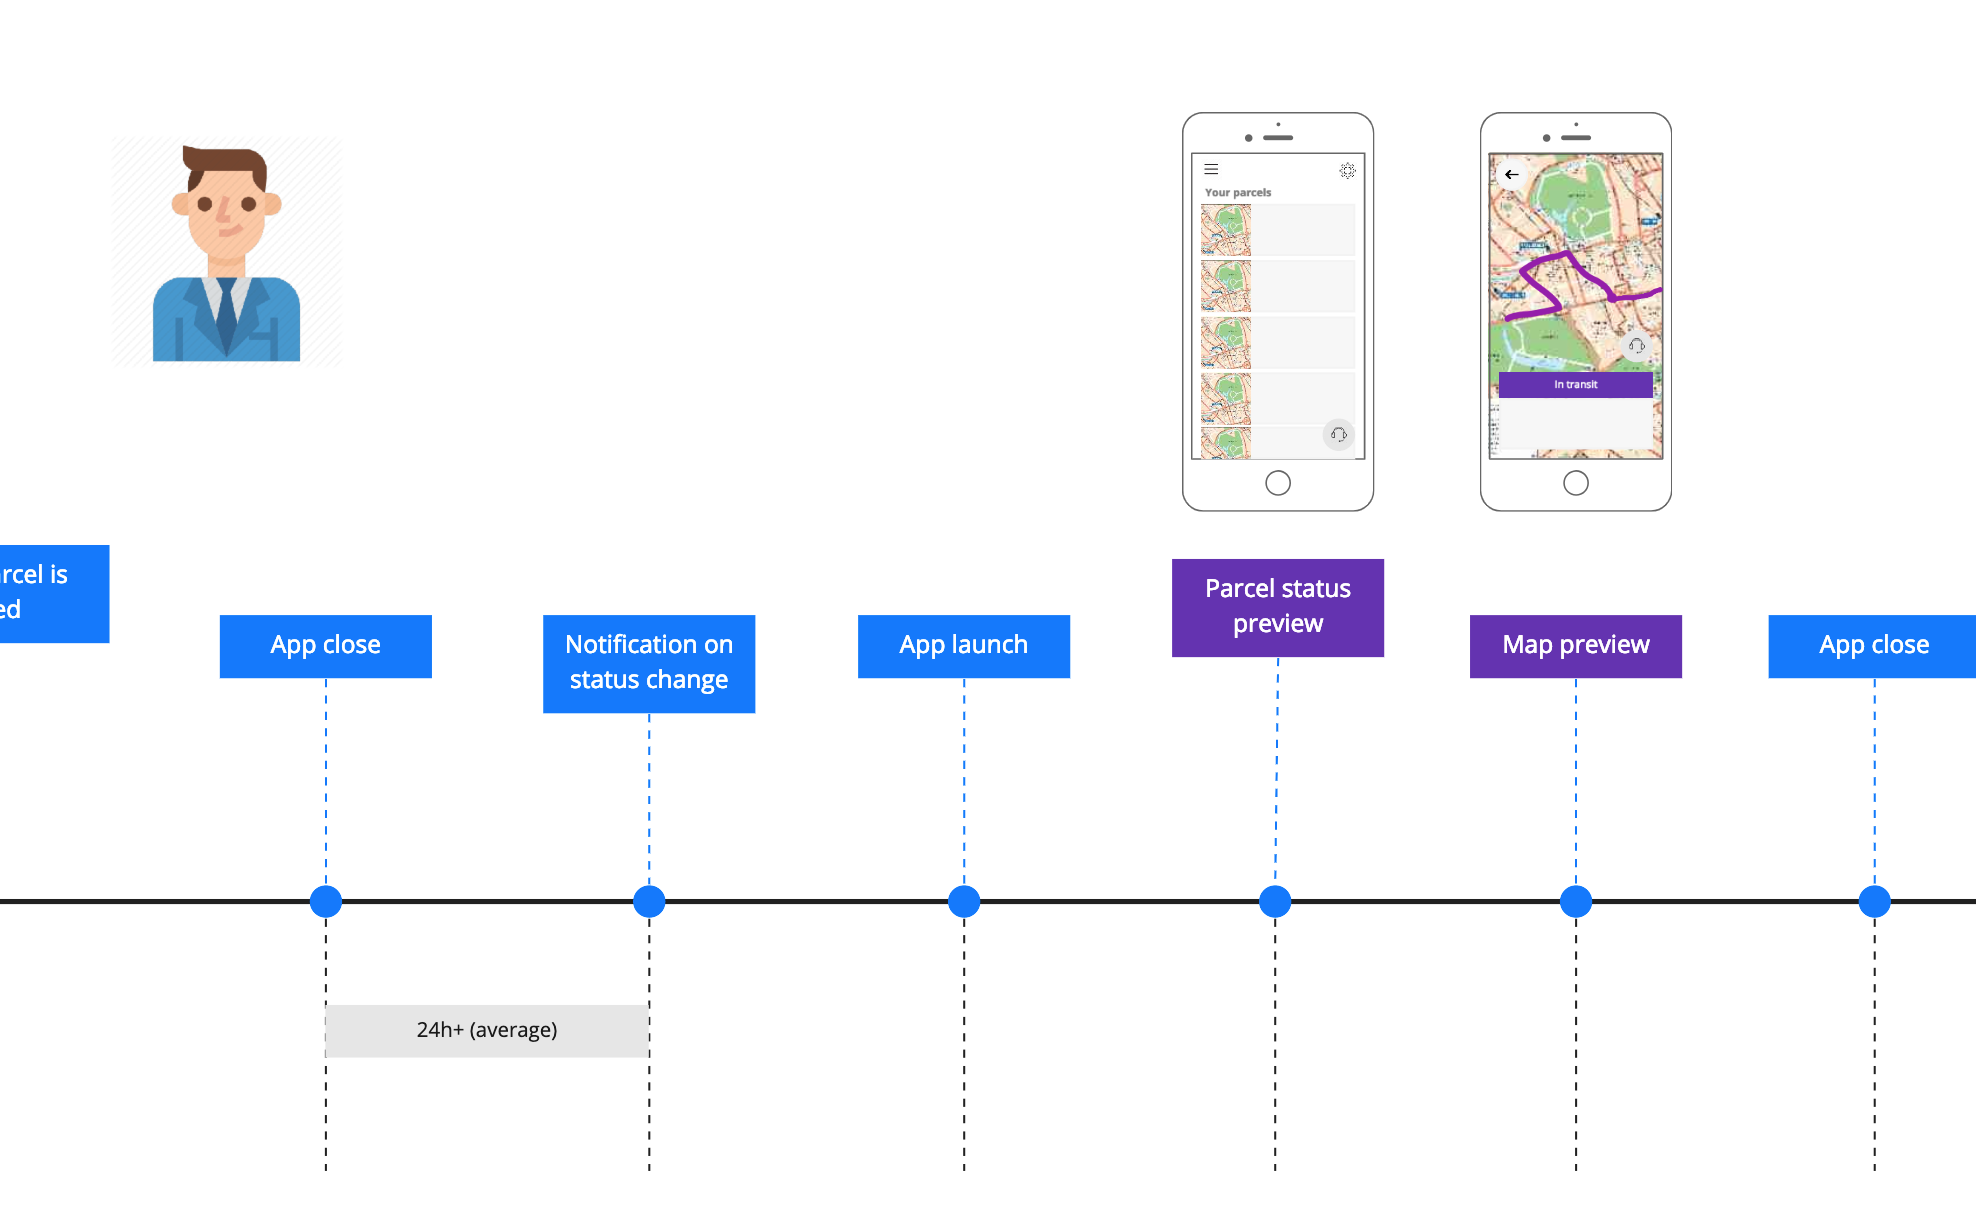 Your parcels
In transit
rcel is
ed
App close
Notification on
status change
App launch
Parcel status
preview
Map preview
App close
24h+ (average)